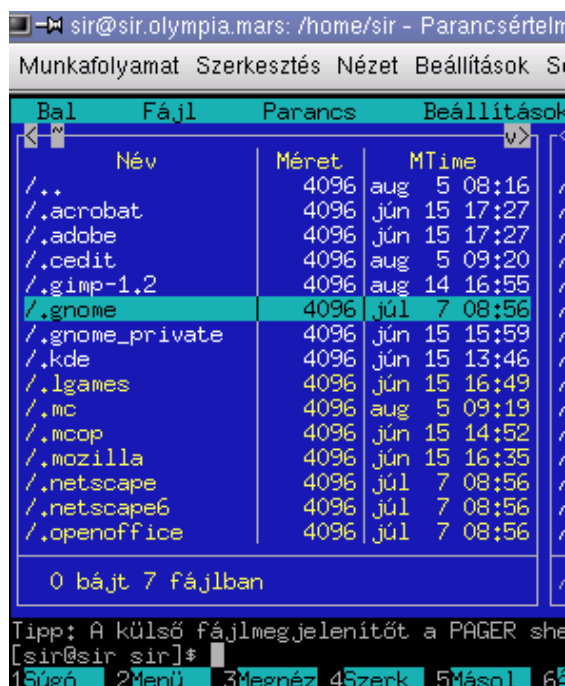 sir@sir.olympia.mars: /home/sir - Parancsértelm
Munkafolyamat Szerkesztés Nézet Beállítások
Bal Fájl Parancs Beállítások
<- ~ v>
Név Méret MTime
/.. 4096 aug 5 08:16
/.acrobat 4096 jún 15 17:27
/.adobe 4096 jún 15 17:27
/.cedit 4096 aug 5 09:20
/.gimp-1.2 4096 aug 14 16:55
/.gnome 4096 júl 7 08:56
/.gnome_private 4096 jún 15 15:59
/.kde 4096 jún 15 13:46
/.lgames 4096 jún 15 16:49
/.mc 4096 aug 5 09:19
/.mcop 4096 jún 15 14:52
/.mozilla 4096 jún 15 16:35
/.netscape 4096 júl 7 08:56
/.netscape6 4096 júl 7 08:56
/.openoffice 4096 júl 7 08:56
0 bájt 7 fájlban
Tipp: A külső fájlmegjelenítőt a PAGER she
[sir@sir sir]$
1Súgó 2Menü 3Megnéz 4Szerk 5Másol 6